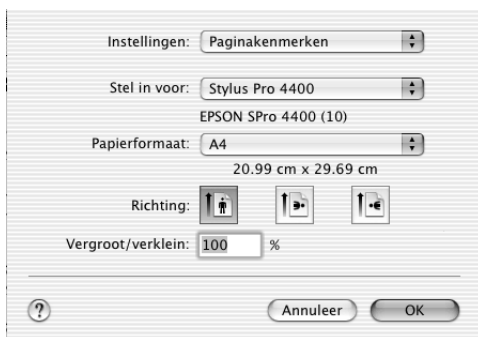 Instellingen: Paginakenmerken
Stel in voor: Stylus Pro 4400
EPSON SPro 4400 (10)
Papierformaat: A4
20.99 cm x 29.69 cm
Richting:
Vergroot/verklein: 100 %
? Annuleer OK